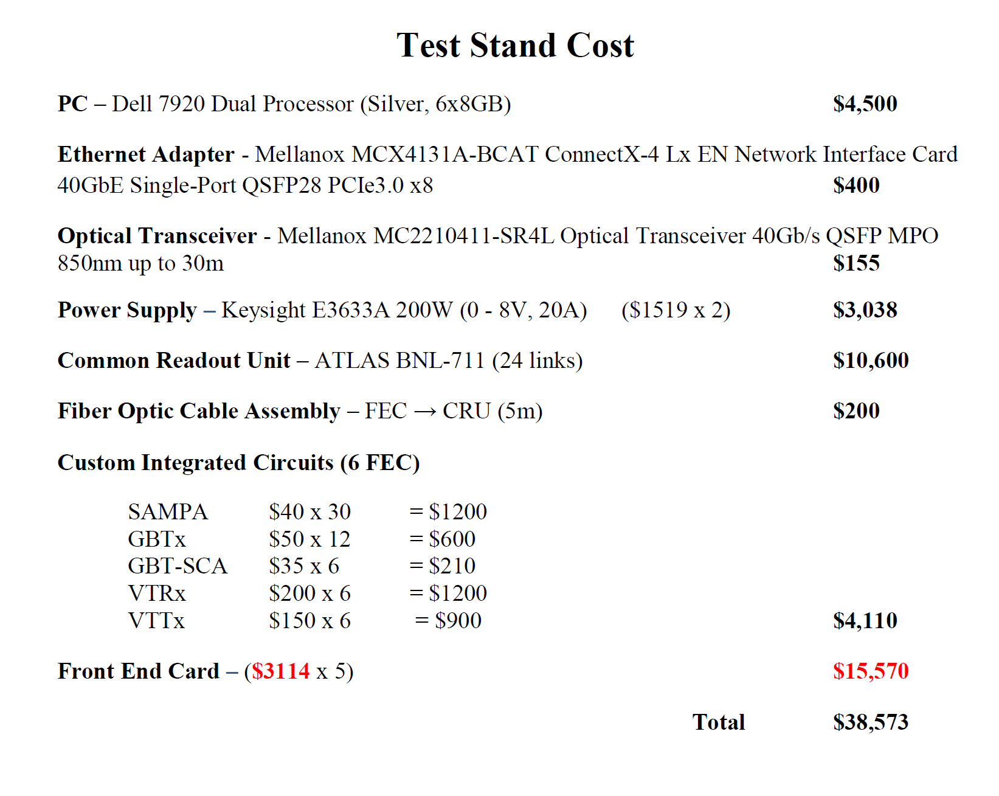 Test Stand Cost
PC – Dell 7920 Dual Processor (Silver, 6x8GB) $4,500
Ethernet Adapter - Mellanox MCX4131A-BCAT ConnectX-4 Lx EN Network Interface Card
40GbE Single-Port QSFP28 PCIe3.0 x8 $400
Optical Transceiver - Mellanox MC2210411-SR4L Optical Transceiver 40Gb/s QSFP MPO
850nm up to 30m $155
Power Supply – Keysight E3633A 200W (0 - 8V, 20A) ($1519 x 2) $3,038
Common Readout Unit – ATLAS BNL-711 (24 links) $10,600
Fiber Optic Cable Assembly – FEC → CRU (5m) $200
Custom Integrated Circuits (6 FEC)
SAMPA $40 x 30 = $1200
GBTx $50 x 12 = $600
GBT-SCA $35 x 6 = $210
VTRx $200 x 6 = $1200
VTTx $150 x 6 = $900 $4,110
Front End Card – ($3114 x 5) $15,570
Total $38,573